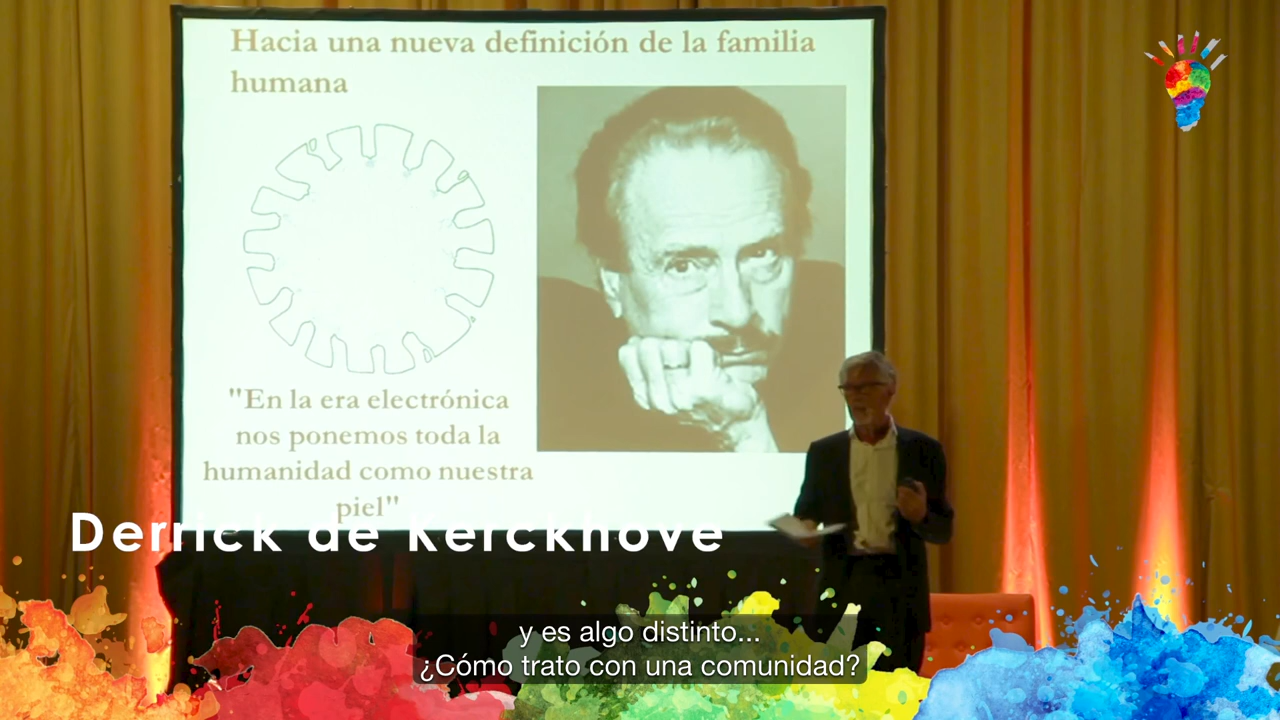 Hacia una nueva definición de la familia
humana
"En la era electrónica
nos ponemos toda la
humanidad como nuestra
piel"
Derrick de Kerckhove
y es algo distinto...
¿Cómo trato con una comunidad?